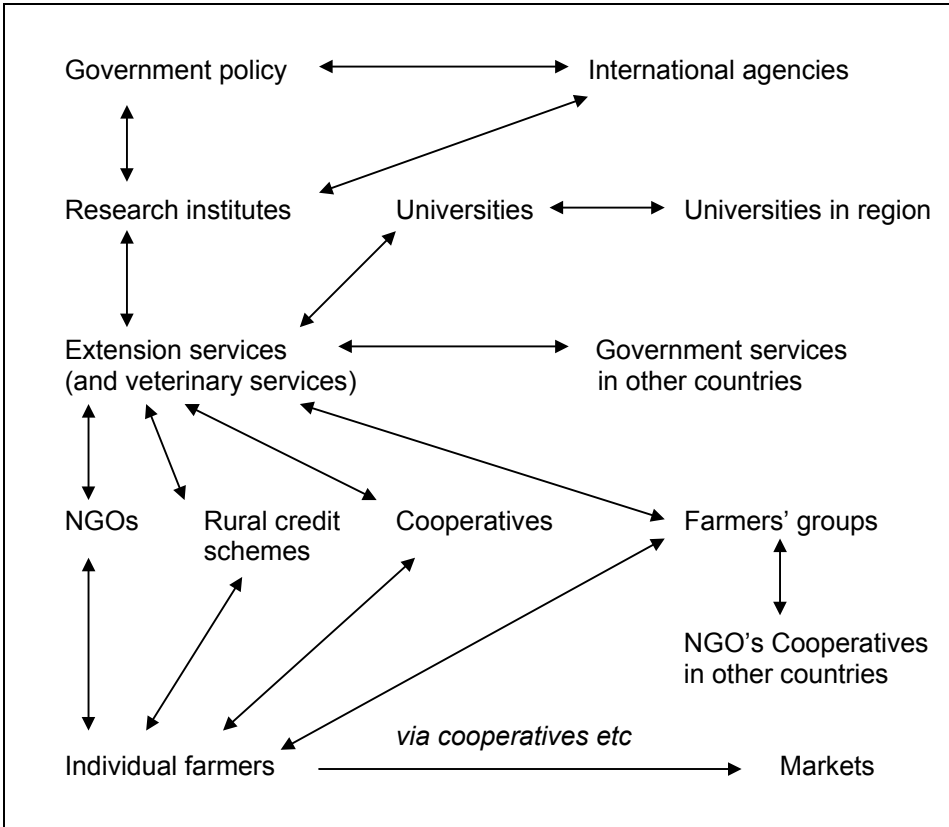 Government policy
International agencies
Research institutes
Universities
Universities in region
Extension services
(and veterinary services)
Government services
in other countries
NGOs
Rural credit
schemes
Cooperatives
Farmers’ groups
NGO’s Cooperatives
in other countries
via cooperatives etc
Individual farmers
Markets